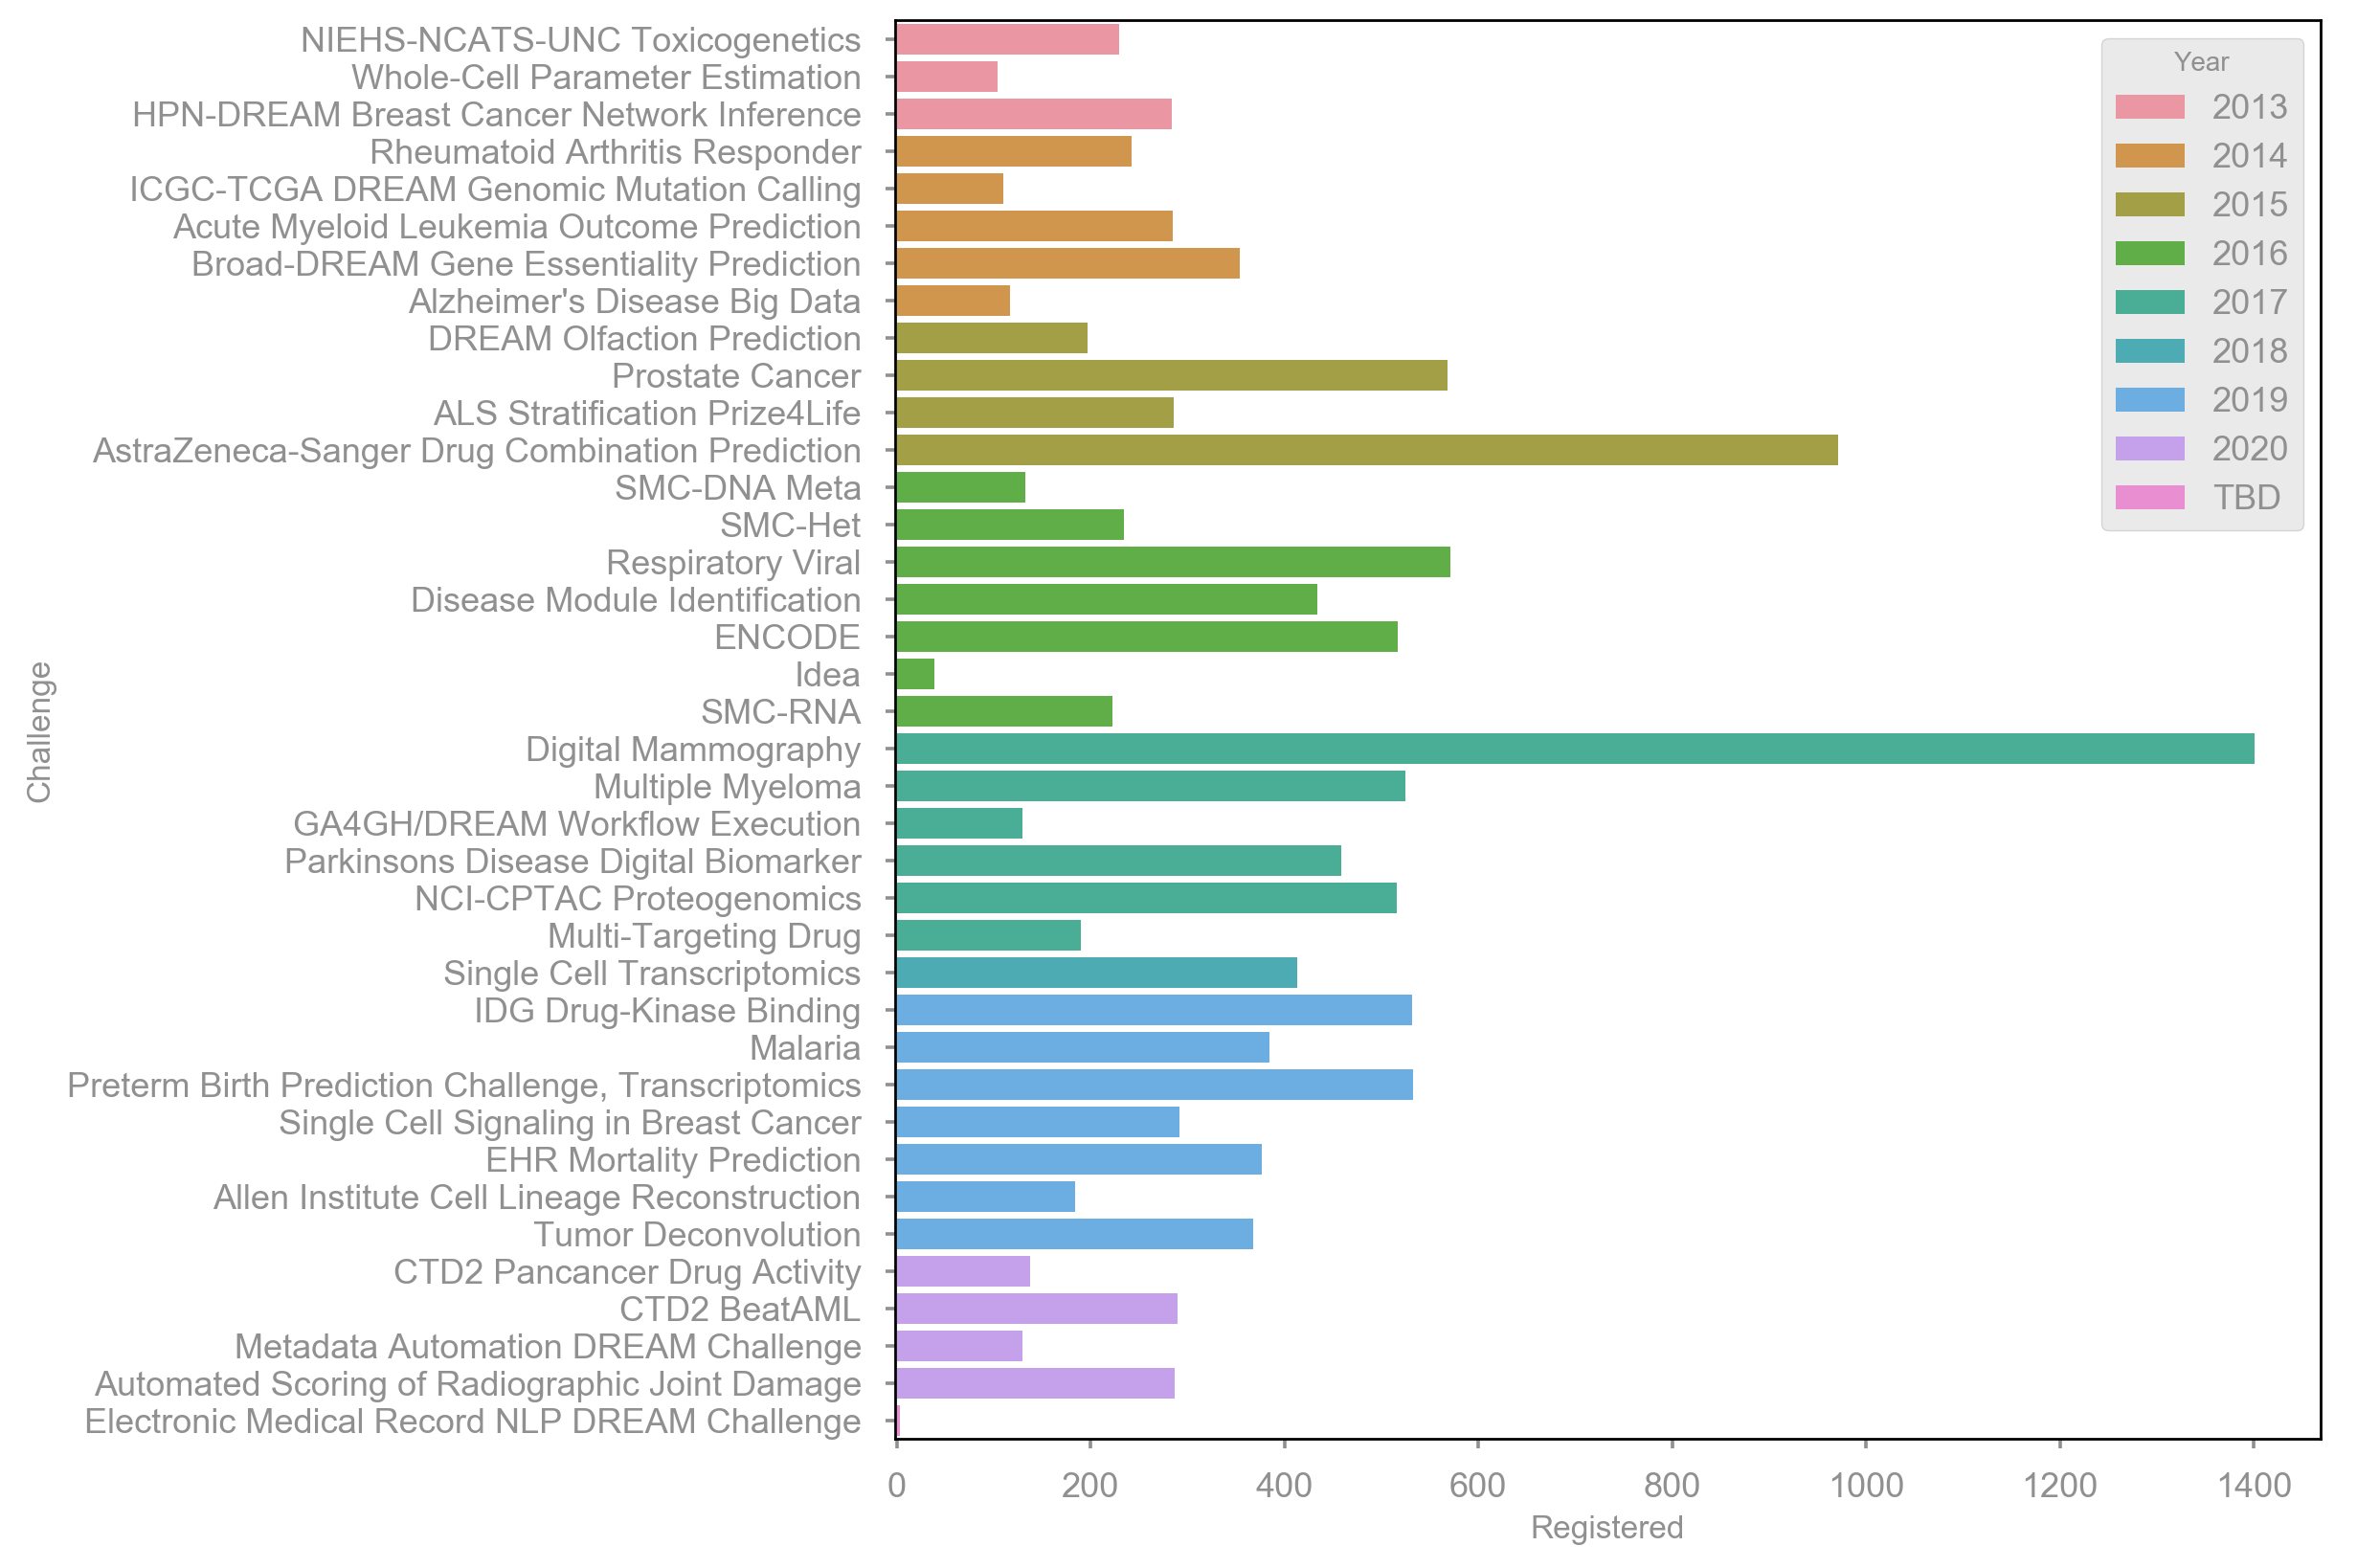 NIEHS-NCATS-UNC Toxicogenetics
Whole-Cell Parameter Estimation
HPN-DREAM Breast Cancer Network Inference
Rheumatoid Arthritis Responder
ICGC-TCGA DREAM Genomic Mutation Calling
Acute Myeloid Leukemia Outcome Prediction
Broad-DREAM Gene Essentiality Prediction
Alzheimer's Disease Big Data
DREAM Olfaction Prediction
Prostate Cancer
ALS Stratification Prize4Life
AstraZeneca-Sanger Drug Combination Prediction
SMC-DNA Meta
SMC-Het
Respiratory Viral
Disease Module Identification
ENCODE
Idea
SMC-RNA
Digital Mammography
Multiple Myeloma
GA4GH/DREAM Workflow Execution
Parkinsons Disease Digital Biomarker
NCI-CPTAC Proteogenomics
Multi-Targeting Drug
Single Cell Transcriptomics
IDG Drug-Kinase Binding
Malaria
Preterm Birth Prediction Challenge, Transcriptomics
Single Cell Signaling in Breast Cancer
EHR Mortality Prediction
Allen Institute Cell Lineage Reconstruction
Tumor Deconvolution
CTD2 Pancancer Drug Activity
CTD2 BeatAML
Metadata Automation DREAM Challenge
Automated Scoring of Radiographic Joint Damage
Electronic Medical Record NLP DREAM Challenge
Challenge
0 200 400 600 800 1000 1200 1400
Registered
Year
2013
2014
2015
2016
2017
2018
2019
2020
TBD